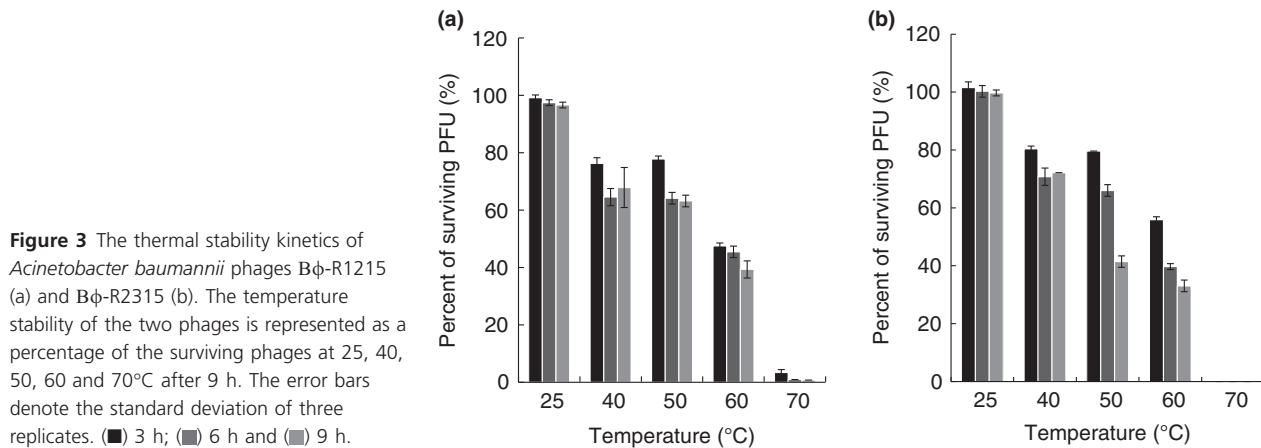 (a)
120
100
80
60
40
20
0
Percent of surviving PFU (%)
25 40 50 60 70
Temperature (°C)
(b)
120
100
80
60
40
20
0
Percent of surviving PFU (%)
25 40 50 60 70
Temperature (°C)
Figure 3 The thermal stability kinetics of
Acinetobacter baumannii phages Bϕ-R1215
(a) and Bϕ-R2315 (b). The temperature
stability of the two phages is represented as a
percentage of the surviving phages at 25, 40,
50, 60 and 70°C after 9 h. The error bars
denote the standard deviation of three
replicates. (■) 3 h; (■) 6 h and (■) 9 h.